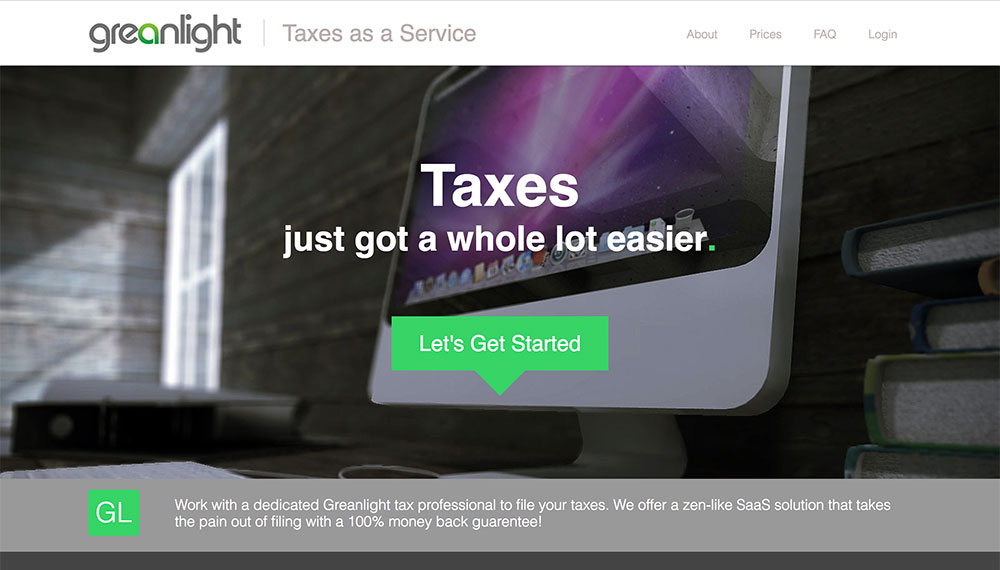 greanlight
Taxes as a Service
About
Prices
FAQ
Login
Taxes
just got a whole lot easier.
Let's Get Started
GL
Work with a dedicated Greanlight tax professional to file your taxes. We offer a zen-like SaaS solution that takes
the pain out of filing with a 100% money back guarentee!